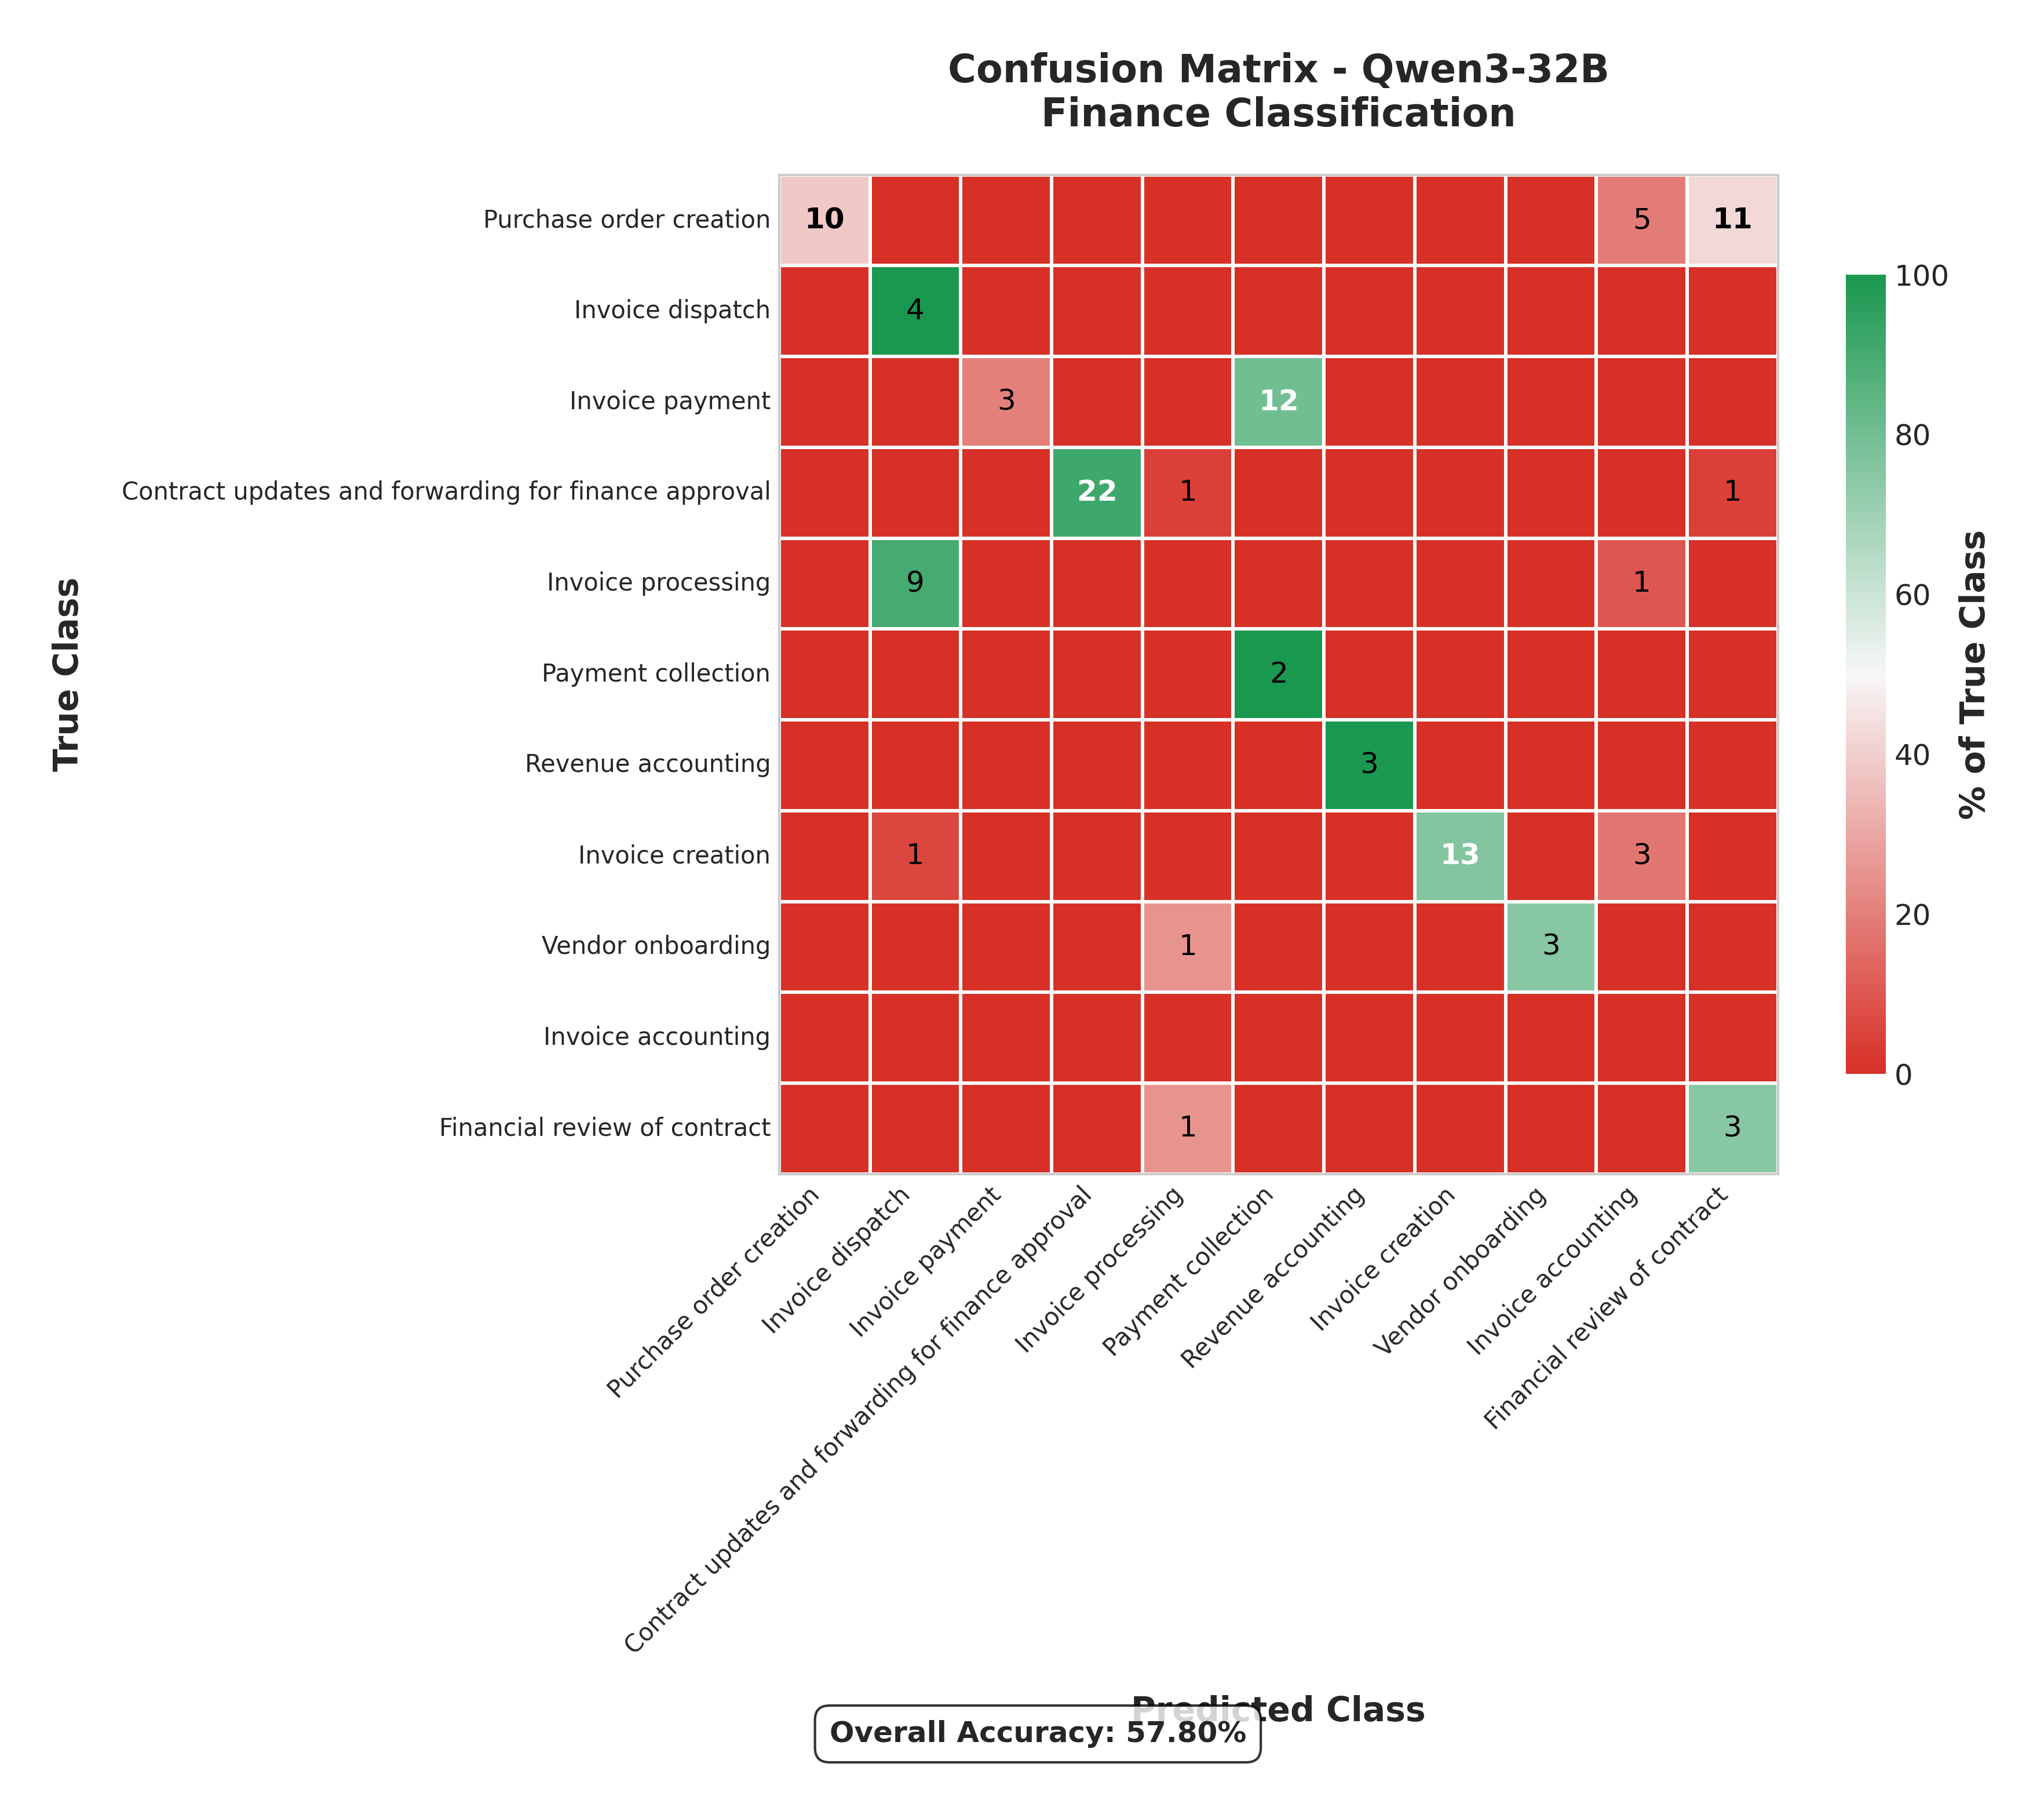 Confusion Matrix - Qwen3-32B
Finance Classification
Purchase order creation 10 5 11
Invoice dispatch 4
Invoice payment 3 12
Contract updates and forwarding for finance approval 22 1 1
Invoice processing 9 1
Payment collection 2
Revenue accounting 3
Invoice creation 1 13 3
Vendor onboarding 1 3
Invoice accounting
Financial review of contract 1 3
True Class
100
80
60
40
20
0
% of True Class
Purchase order creation
Invoice dispatch
Invoice payment
Contract updates and forwarding for finance approval
Invoice processing
Payment collection
Revenue accounting
Invoice creation
Vendor onboarding
Invoice accounting
Financial review of contract
Predicted Class
Overall Accuracy: 57.80%